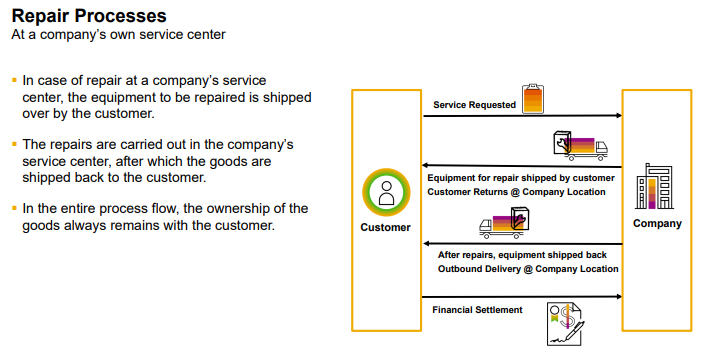 Repair Processes
At a company's own service center
▪ In case of repair at a company's service
center, the equipment to be repaired is shipped
over by the customer.
▪ The repairs are carried out in the company's
service center, after which the goods are
shipped back to the customer.
▪ In the entire process flow, the ownership of the
goods always remains with the customer.
Customer
Service Requested
Equipment for repair shipped by customer
Customer Returns @ Company Location
After repairs, equipment shipped back
Outbound Delivery @ Company Location
Financial Settlement
Company